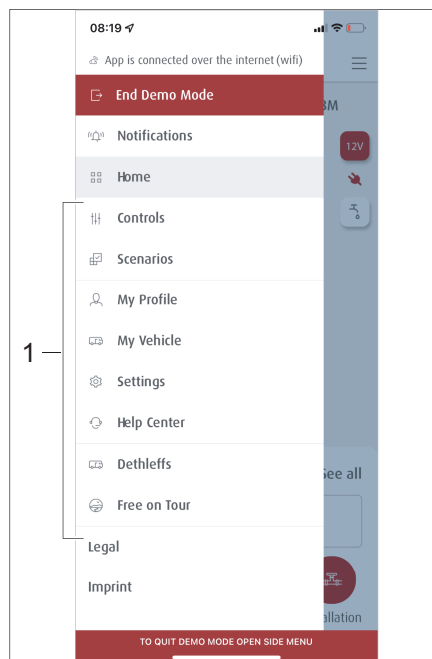 08:19
App is connected over the internet (wifi)
End Demo Mode
3M
Notifications
12V
Home
Controls
Scenarios
My Profile
1
My Vehicle
Settings
Help Center
Dethleffs
See all
Free on Tour
Legal
Imprint
allation
TO QUIT DEMO MODE OPEN SIDE MENU